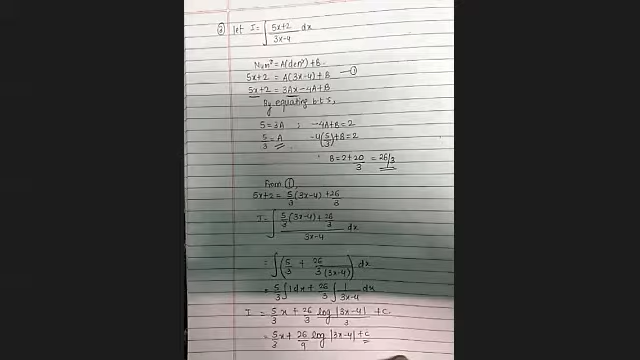 ② let I = ∫ (5x+2)/(3x-4) dx
Numʳ = A(denʳ) + B
5x+2 = A(3x-4) + B —①
5x+2 = 3Ax - 4A + B
By equating b.t.s,
5 = 3A ; -4A+B = 2
5/3 = A -4(5/3)+B = 2
B = 2 + 20/3 = 26/3
From ①,
5x+2 = 5/3 (3x-4) + 26/3
I = ∫ (5/3 (3x-4) + 26/3)/(3x-4) dx
= ∫ (5/3 + 26/3(3x-4)) dx
= 5/3 ∫ 1 dx + 26/3 ∫ 1/(3x-4) dx
I = 5/3 x + 26/3 log |3x-4|/3 + c
= 5/3 x + 26/9 log |3x-4| + c